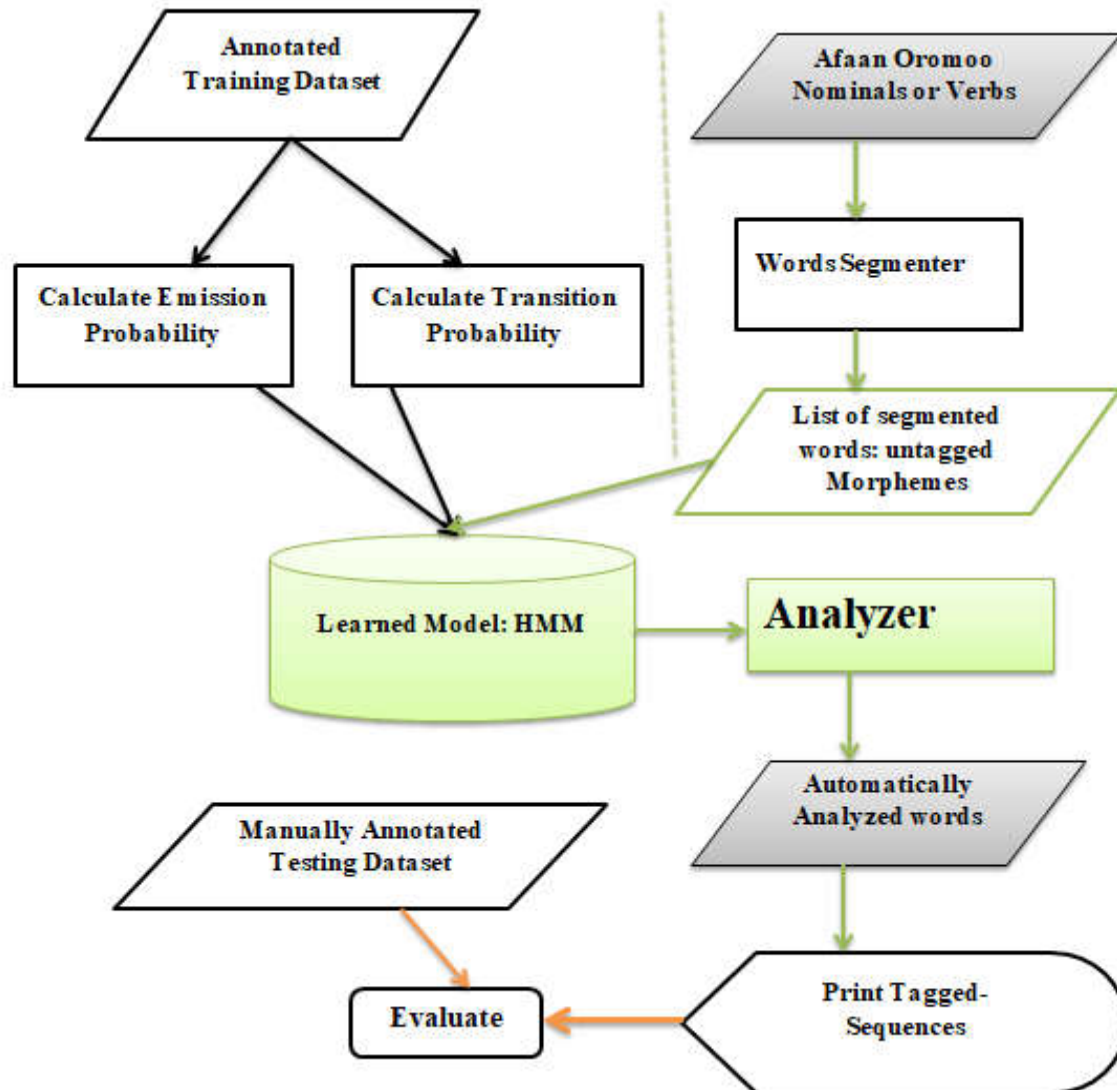 Annotated
Training Dataset
Afaan Oromoo
Nominals or Verbs
Calculate Emission
Probability
Calculate Transition
Probability
Words Segmenter
List of segmented
words: untagged
Morphemes
Learned Model: HMM
Analyzer
Automatically
Analyzed words
Manually Annotated
Testing Dataset
Evaluate
Print Tagged-
Sequences